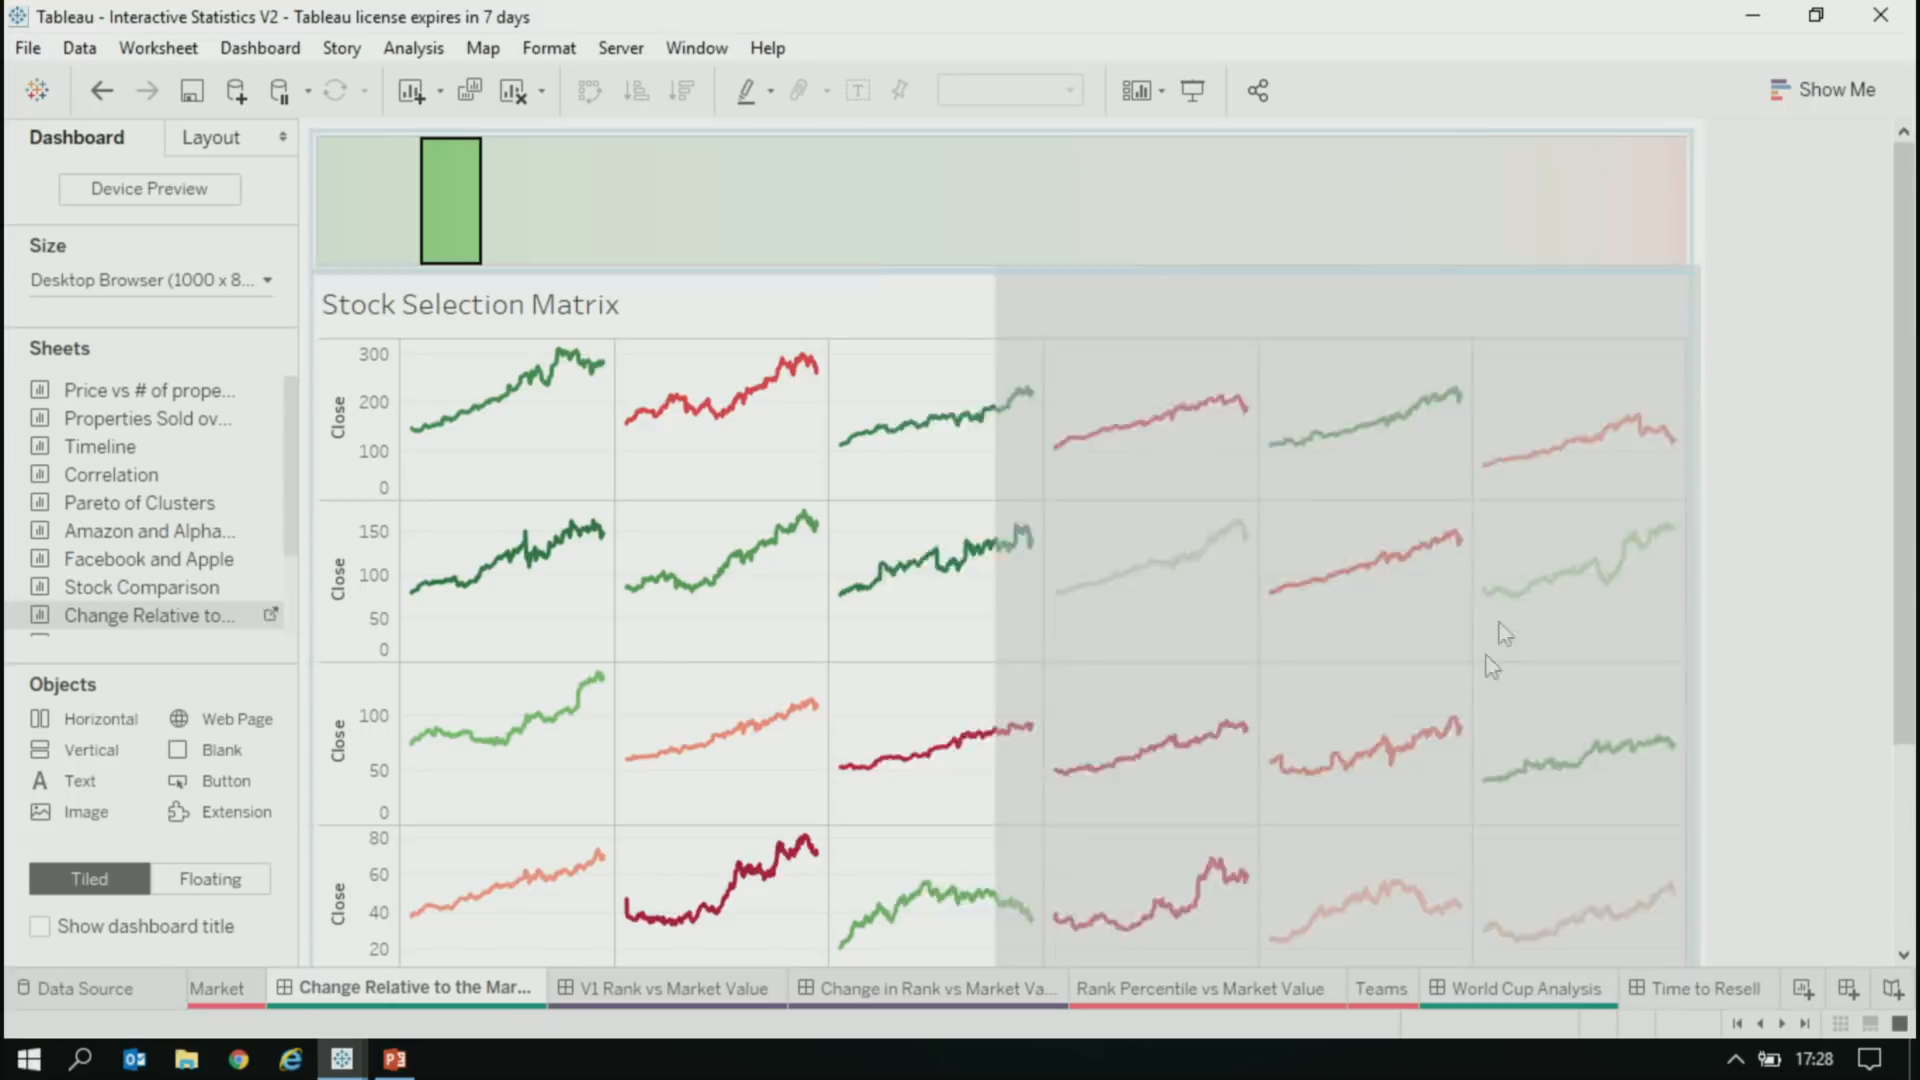 Tableau - Interactive Statistics V2 - Tableau license expires in 7 days
File Data Worksheet Dashboard Story Analysis Map Format Server Window Help
Show Me
Dashboard Layout
Device Preview
Size
Desktop Browser (1000 x 8...
Sheets
Price vs # of prope...
Properties Sold ov...
Timeline
Correlation
Pareto of Clusters
Amazon and Alpha...
Facebook and Apple
Stock Comparison
Change Relative to...
Objects
Horizontal Web Page
Vertical Blank
A Text Button
Image Extension
Tiled Floating
Show dashboard title
Stock Selection Matrix
300
200
100
0
Close
150
100
50
0
Close
100
50
0
Close
80
60
40
20
Close
Data Source Market Change Relative to the Mar... V1 Rank vs Market Value Change in Rank vs Market Va... Rank Percentile vs Market Value Teams World Cup Analysis Time to Resell
17:28